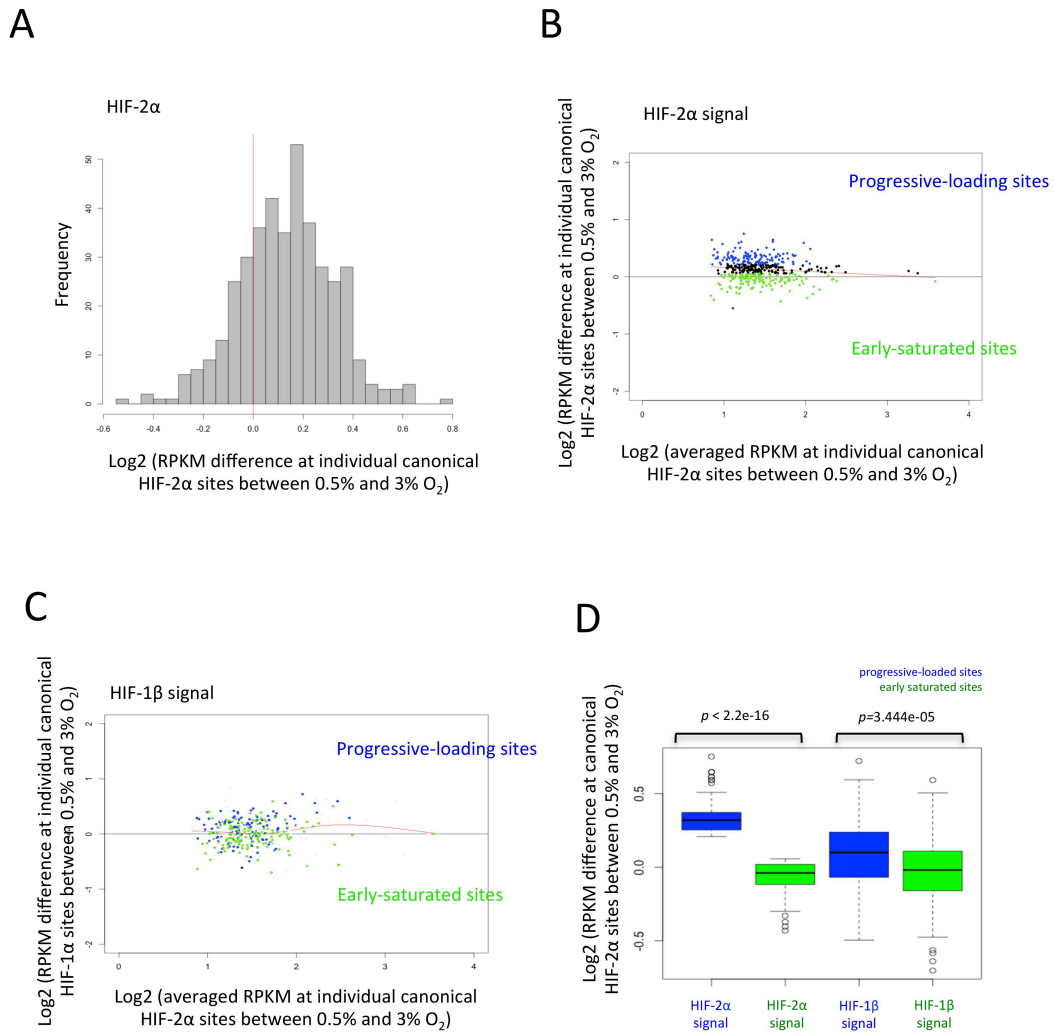 A
HIF-2α
Frequency
0
10
20
30
40
50
-0.6
-0.4
-0.2
0.0
0.2
0.4
0.6
0.8
Log2 (RPKM difference at individual canonical
HIF-2α sites between 0.5% and 3% O2)
B
HIF-2α signal
Log2 (RPKM difference at individual canonical
HIF-2α sites between 0.5% and 3% O2)
2
1
0
-1
-2
Progressive-loading sites
Early-saturated sites
0
1
2
3
4
Log2 (averaged RPKM at individual canonical
HIF-2α sites between 0.5% and 3% O2)
C
HIF-1β signal
Log2 (RPKM difference at individual canonical
HIF-1α sites between 0.5% and 3% O2)
2
1
0
-1
-2
Progressive-loading sites
Early-saturated sites
0
1
2
3
4
Log2 (averaged RPKM at individual canonical
HIF-2α sites between 0.5% and 3% O2)
D
progressive-loaded sites
early saturated sites
p < 2.2e-16
p=3.444e-05
Log2 (RPKM difference at canonical
HIF-2α sites between 0.5% and 3% O2)
0.5
0.0
-0.5
HIF-2α
signal
HIF-2α
signal
HIF-1β
signal
HIF-1β
signal